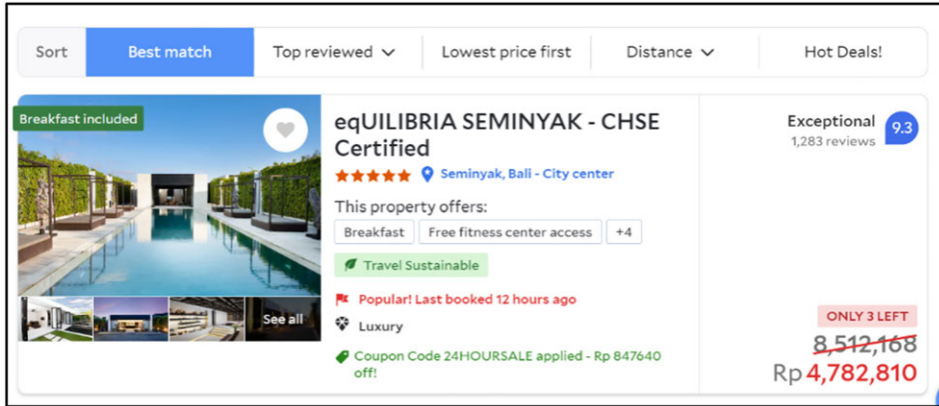 Sort Best match Top reviewed Lowest price first Distance Hot Deals!
Breakfast included
eqUILIBRIA SEMINYAK - CHSE
Certified
Seminyak, Bali - City center
This property offers:
Breakfast Free fitness center access +4
Travel Sustainable
Popular! Last booked 12 hours ago
Luxury
Coupon Code 24HOURSALE applied - Rp 847640
off!
See all
Exceptional 9.3
1,283 reviews
ONLY 3 LEFT
8,512,168
Rp 4,782,810